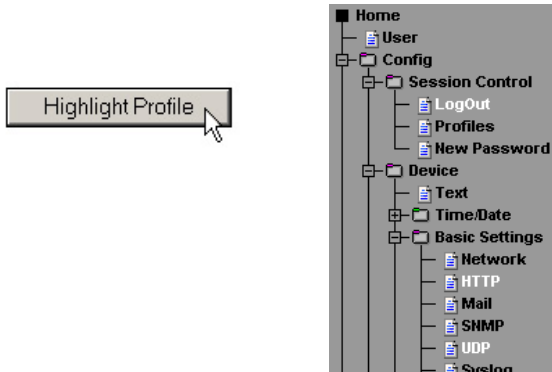 Highlight Profile
Home
User
Config
Session Control
LogOut
Profiles
New Password
Device
Text
Time/Date
Basic Settings
Network
HTTP
Mail
SNMP
UDP
Syslog